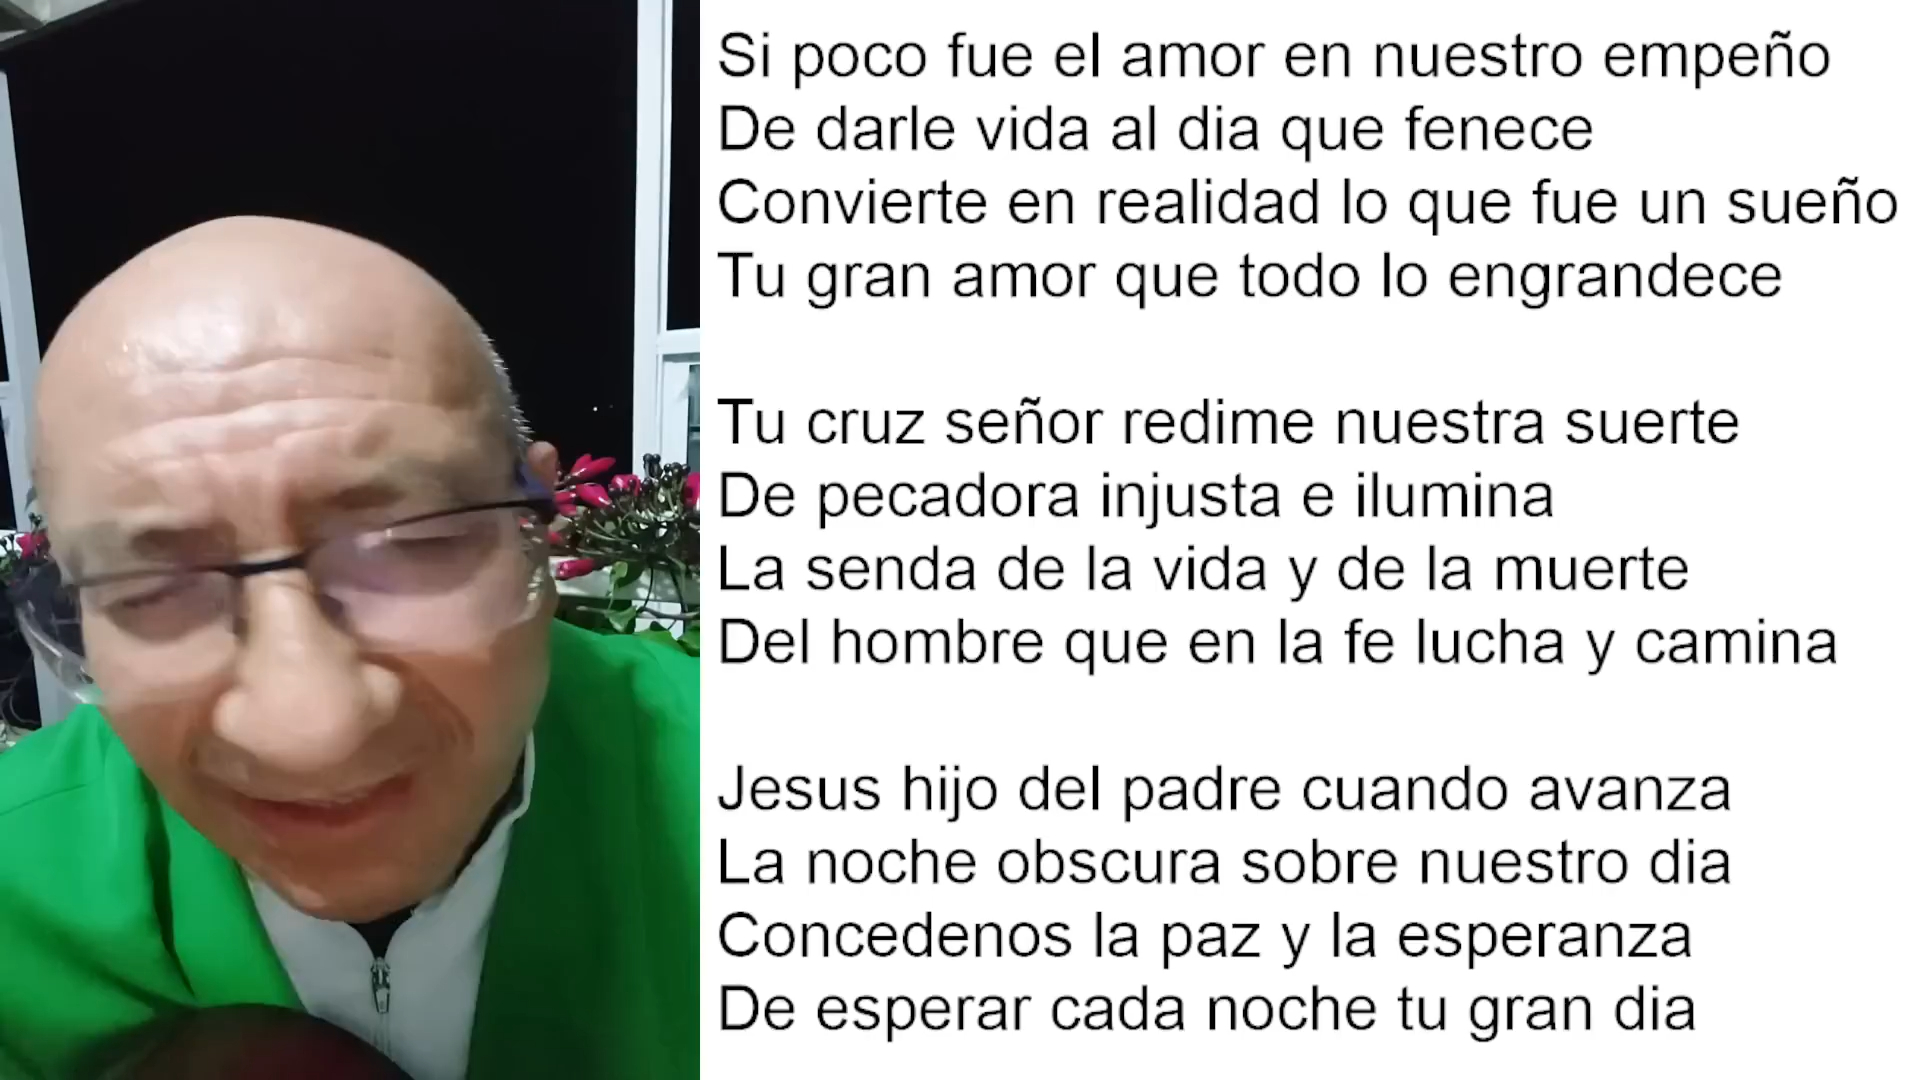 Si poco fue el amor en nuestro empeño
De darle vida al dia que fenece
Convierte en realidad lo que fue un sueño
Tu gran amor que todo lo engrandece
Tu cruz señor redime nuestra suerte
De pecadora injusta e ilumina
La senda de la vida y de la muerte
Del hombre que en la fe lucha y camina
Jesus hijo del padre cuando avanza
La noche obscura sobre nuestro dia
Concedenos la paz y la esperanza
De esperar cada noche tu gran dia